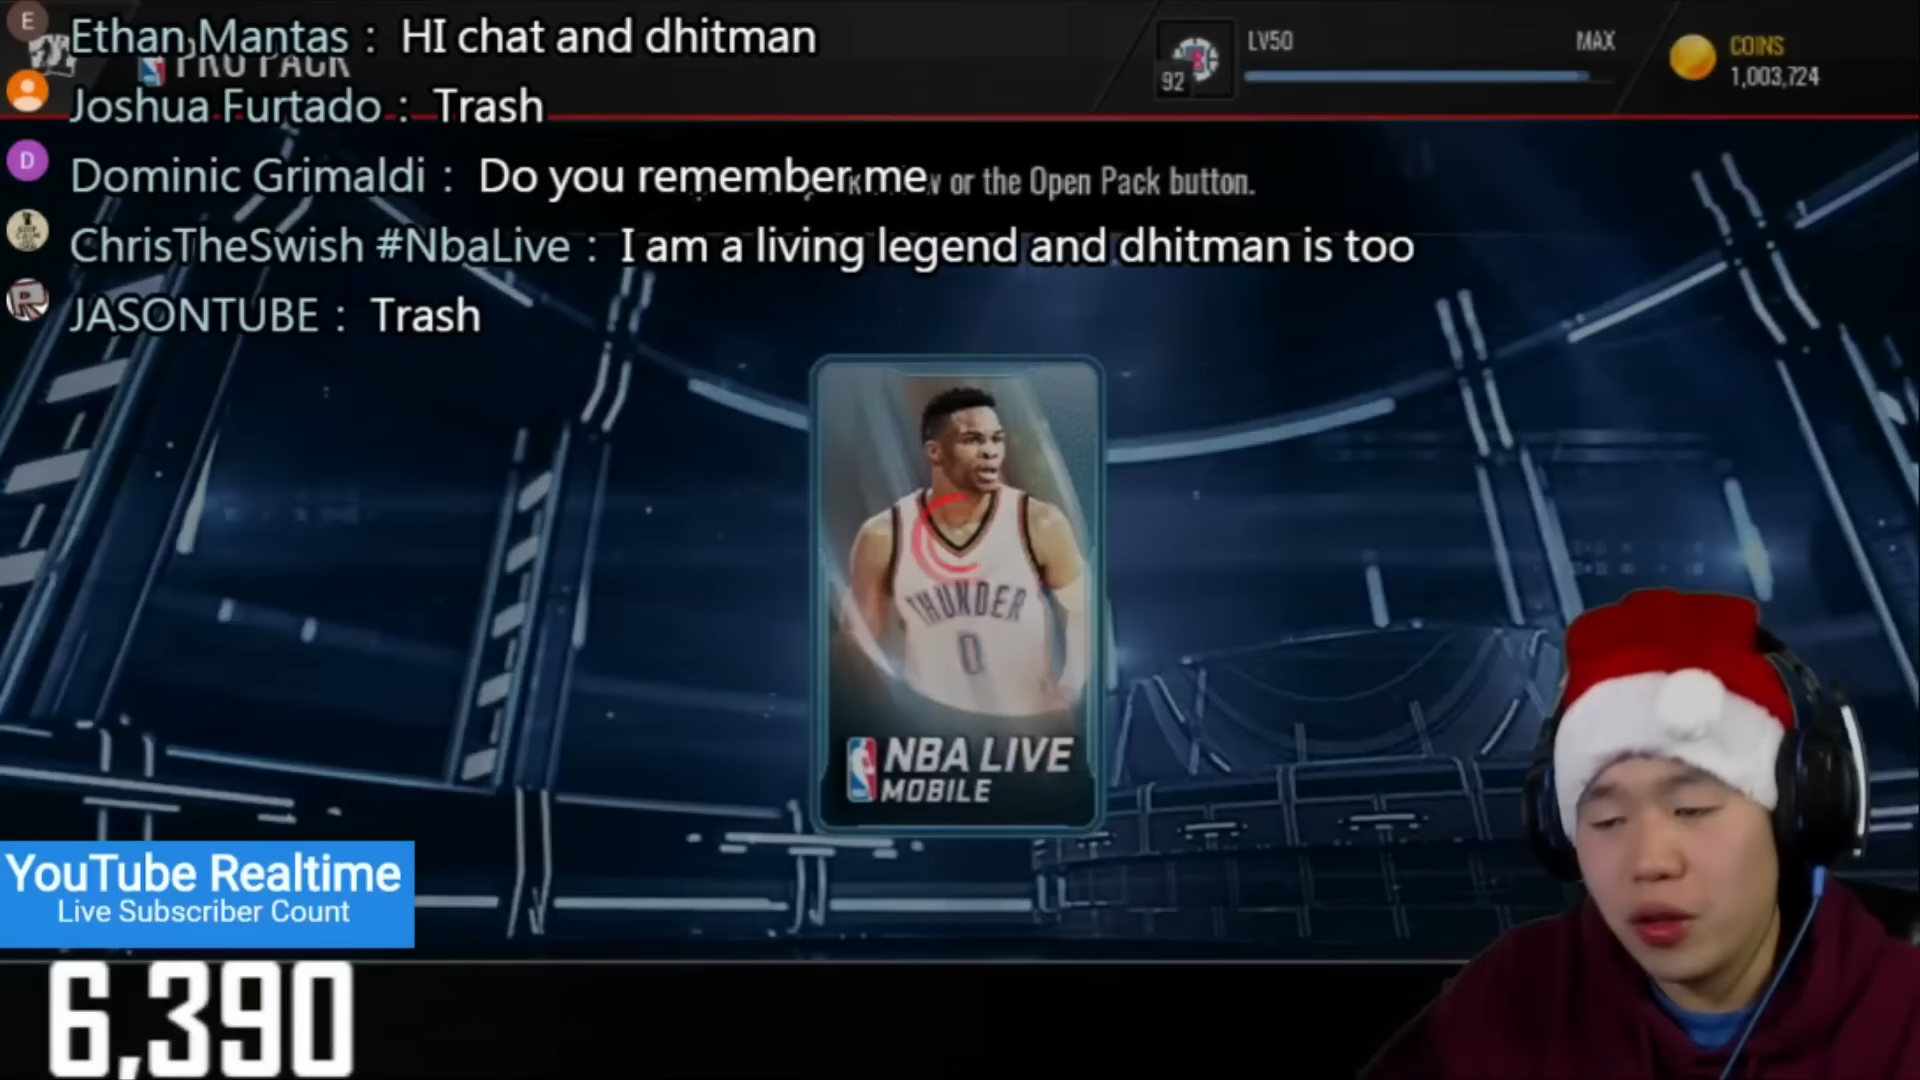 E Ethan Mantas : HI chat and dhitman
PRO PACK
LV50
MAX
COINS
92
1,003,724
Joshua Furtado : Trash
D Dominic Grimaldi : Do you remember me
or the Open Pack button.
ChrisTheSwish #NbaLive : I am a living legend and dhitman is too
JASONTUBE : Trash
THUNDER
0
NBA LIVE
MOBILE
YouTube Realtime
Live Subscriber Count
6,390